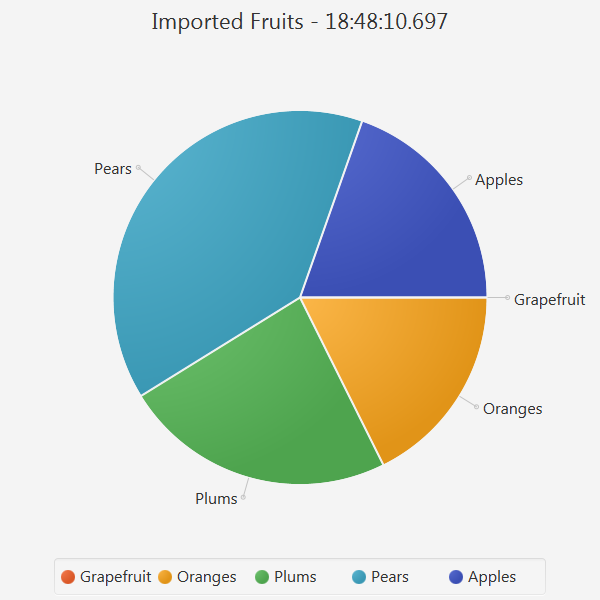 Imported Fruits - 18:48:10.697
Pears
Apples
Grapefruit
Oranges
Plums
Grapefruit Oranges Plums Pears Apples